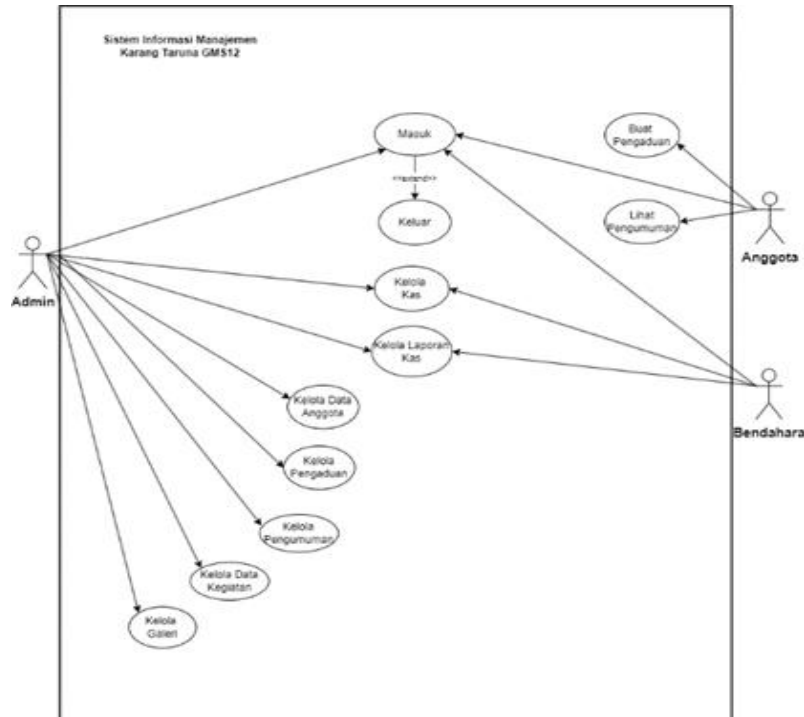 Sistem Informasi Manajemen
Karang Taruna GMS12
Masuk
<<extend>>
Keluar
Buat
Pengaduan
Lihat
Pengumuman
Anggota
Admin
Kelola
Kas
Kelola Laporan
Kas
Bendahara
Kelola Data
Anggota
Kelola
Pengaduan
Kelola
Pengumuman
Kelola Data
Kegiatan
Kelola
Galeri